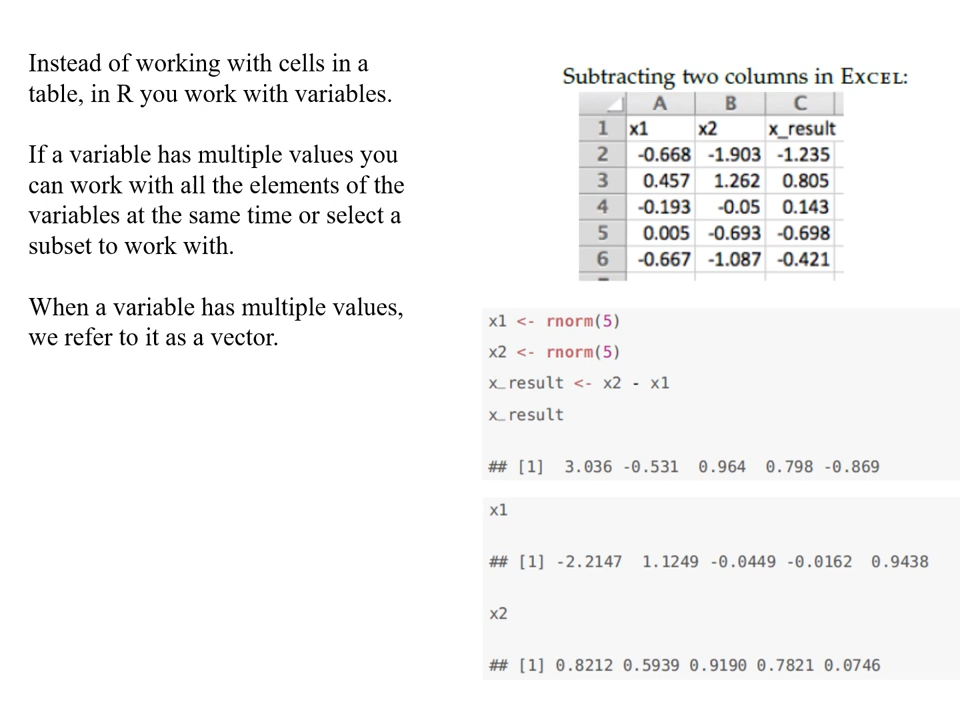 Instead of working with cells in a
table, in R you work with variables.
If a variable has multiple values you
can work with all the elements of the
variables at the same time or select a
subset to work with.
When a variable has multiple values,
we refer to it as a vector.
Subtracting two columns in EXCEL:
A B C
1 x1 x2 x_result
2 -0.668 -1.903 -1.235
3 0.457 1.262 0.805
4 -0.193 -0.05 0.143
5 0.005 -0.693 -0.698
6 -0.667 -1.087 -0.421
x1 <- rnorm(5)
x2 <- rnorm(5)
x_result <- x2 - x1
x_result
## [1] 3.036 -0.531 0.964 0.798 -0.869
x1
## [1] -2.2147 1.1249 -0.0449 -0.0162 0.9438
x2
## [1] 0.8212 0.5939 0.9190 0.7821 0.0746